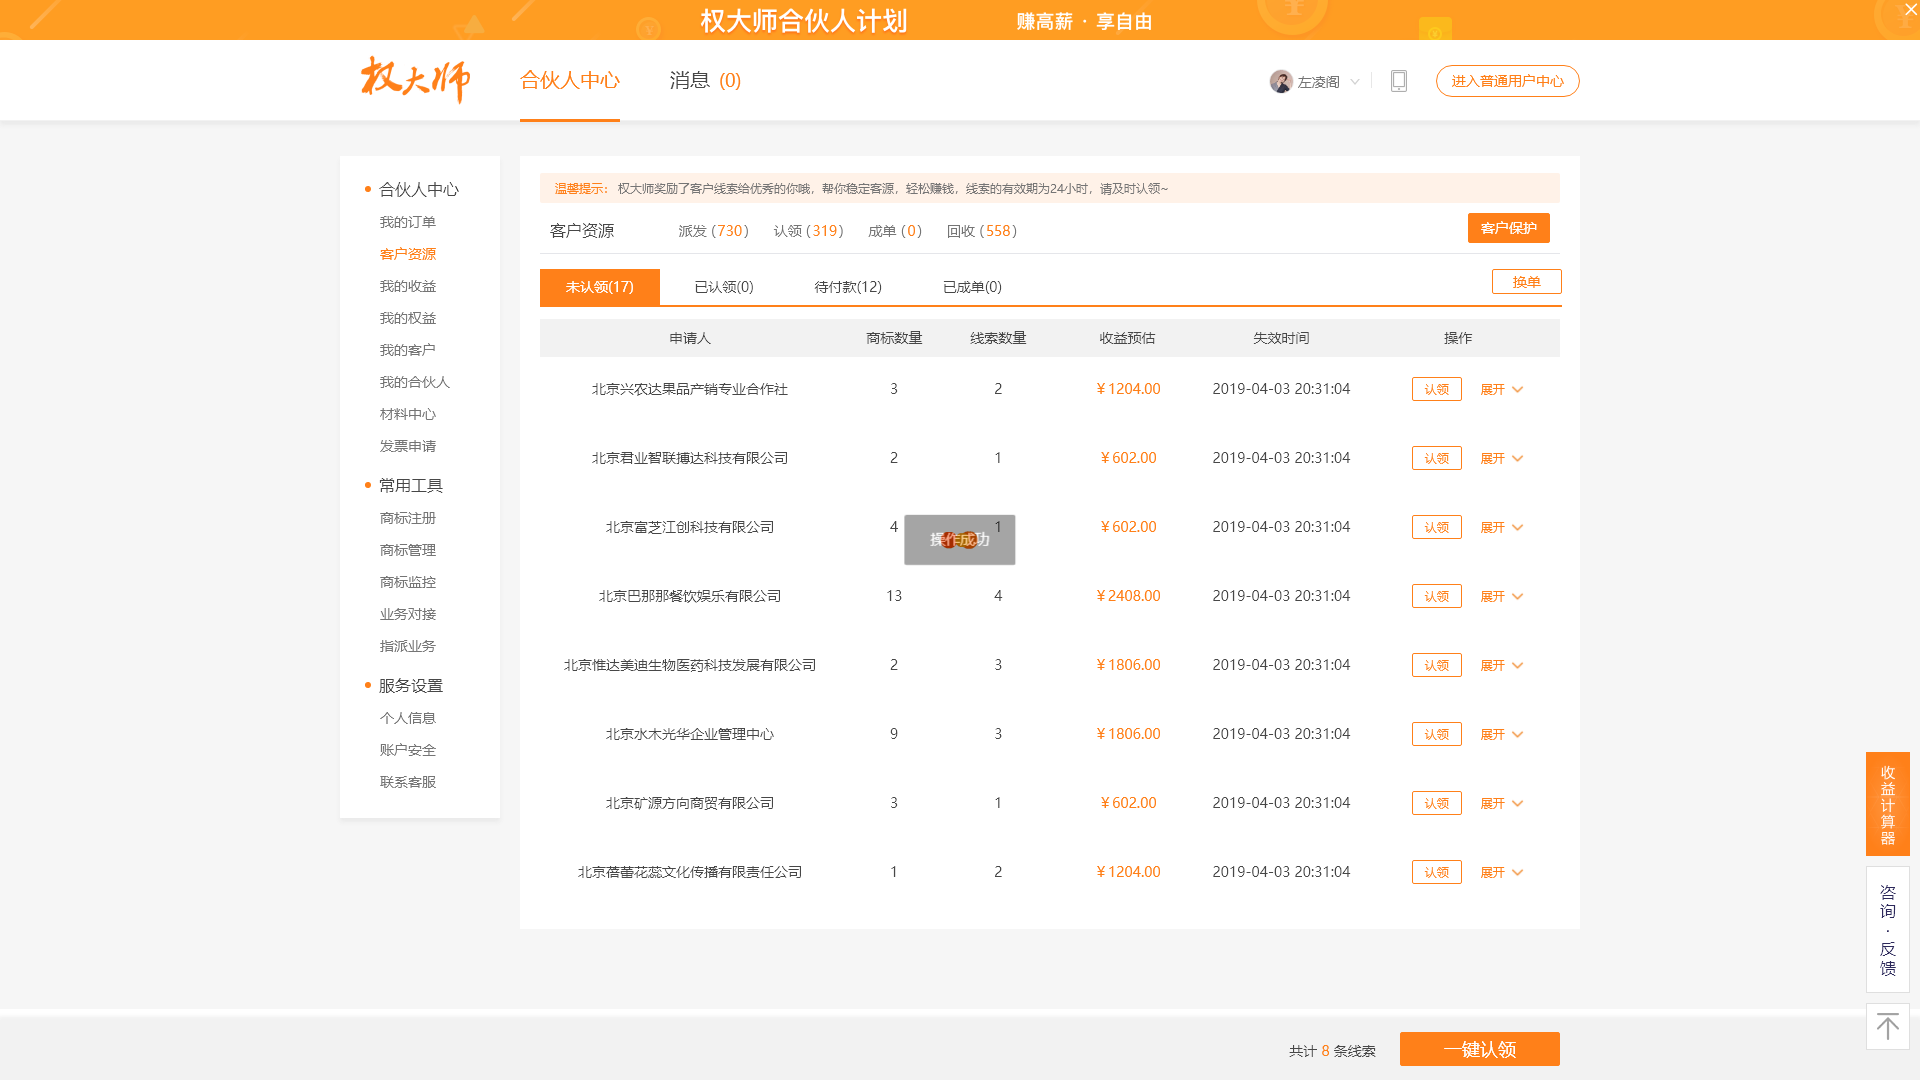 权大师合伙人计划 赚高薪 · 享自由
权大师 合伙人中心 消息 (0) 左凌阁 进入普通用户中心
合伙人中心
我的订单
客户资源
我的收益
我的权益
我的客户
我的合伙人
材料中心
发票申请
常用工具
商标注册
商标管理
商标监控
业务对接
指派业务
服务设置
个人信息
账户安全
联系客服
温馨提示： 权大师奖励了客户线索给优秀的你哦，帮你稳定客源，轻松赚钱，线索的有效期为24小时，请及时认领~
客户资源 派发 (730) 认领 (319) 成单 (0) 回收 (558) 客户保护
未认领(17) 已认领(0) 待付款(12) 已成单(0) 换单
申请人 商标数量 线索数量 收益预估 失效时间 操作
北京兴农达果品产销专业合作社 3 2 ￥1204.00 2019-04-03 20:31:04 认领 展开
北京君业智联搏达科技有限公司 2 1 ￥602.00 2019-04-03 20:31:04 认领 展开
北京富芝江创科技有限公司 4 1 ￥602.00 2019-04-03 20:31:04 认领 展开
操作成功
北京巴那那餐饮娱乐有限公司 13 4 ￥2408.00 2019-04-03 20:31:04 认领 展开
北京惟达美迪生物医药科技发展有限公司 2 3 ￥1806.00 2019-04-03 20:31:04 认领 展开
北京水木光华企业管理中心 9 3 ￥1806.00 2019-04-03 20:31:04 认领 展开
北京矿源方向商贸有限公司 3 1 ￥602.00 2019-04-03 20:31:04 认领 展开
北京蓓蕾花蕊文化传播有限责任公司 1 2 ￥1204.00 2019-04-03 20:31:04 认领 展开
收益计算器
咨询·反馈
共计 8 条线索 一键认领